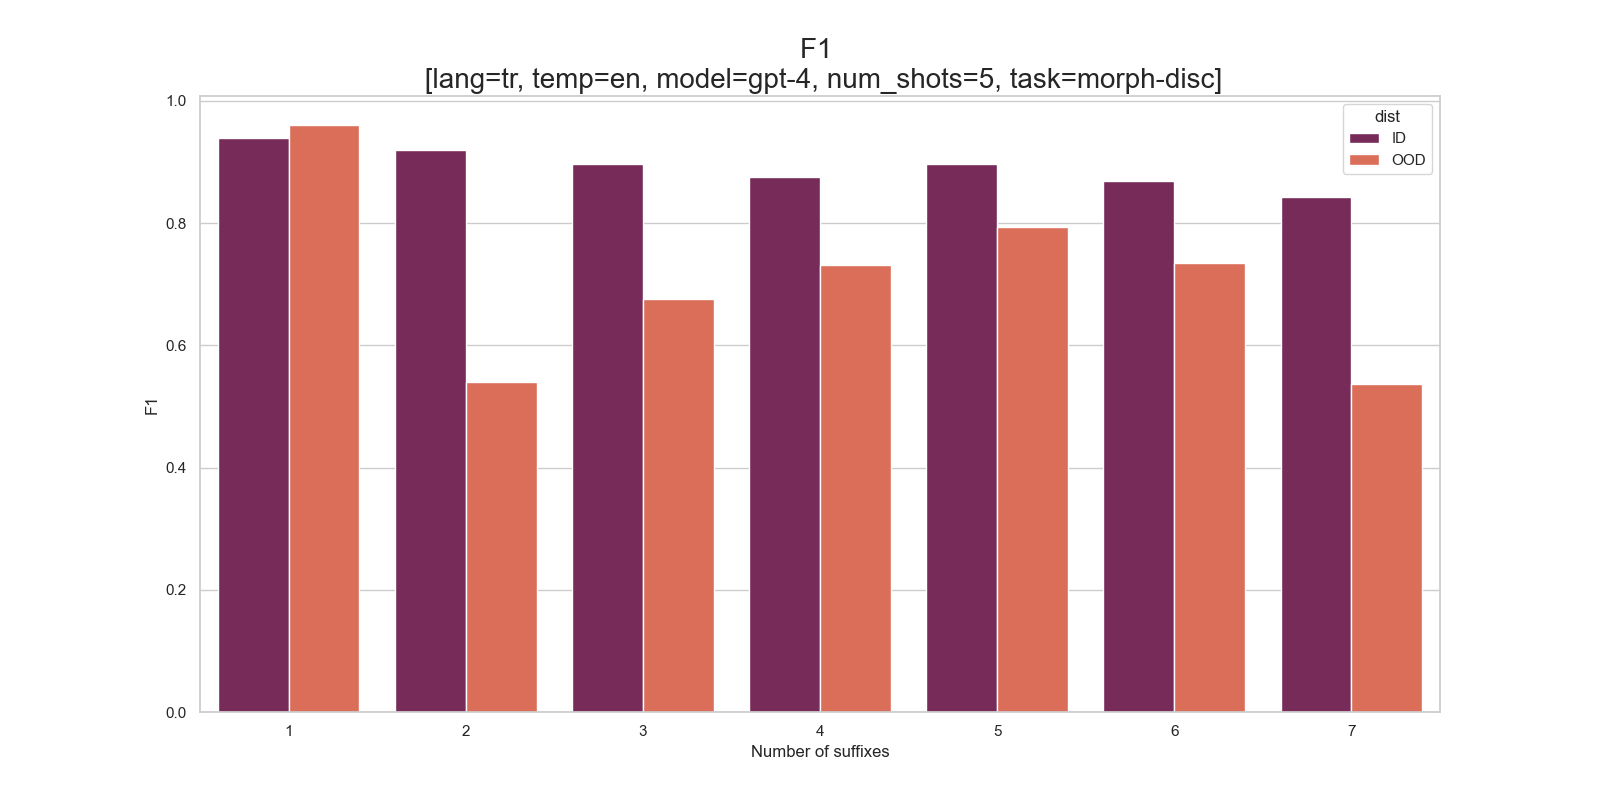 F1
[lang=tr, temp=en, model=gpt-4, num_shots=5, task=morph-disc]
dist
ID
OOD
F1
1.0
0.8
0.6
0.4
0.2
0.0
1 2 3 4 5 6 7
Number of suffixes